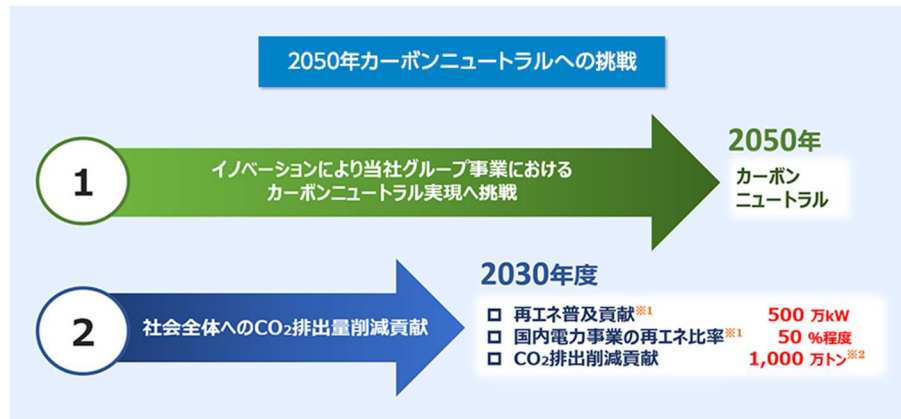 2050年カーボンニュートラルへの挑戦
1
イノベーションにより当社グループ事業における
カーボンニュートラル実現へ挑戦
2050年
カーボン
ニュートラル
2
社会全体へのCO₂排出量削減貢献
2030年度
再エネ普及貢献※1 500 万kW
国内電力事業の再エネ比率※1 50 %程度
CO₂排出削減貢献 1,000 万トン※2